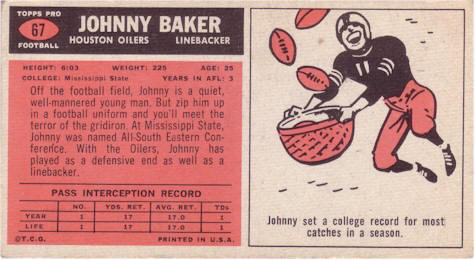 TOPPS PRO
67
FOOTBALL
JOHNNY BAKER
HOUSTON OILERS LINEBACKER
HEIGHT: 6:03 WEIGHT: 225 AGE: 25
COLLEGE: Mississippi State YEARS IN AFL: 3
Off the football field, Johnny is a quiet,
well-mannered young man. But zip him up
in a football uniform and you'll meet the
terror of the gridiron. At Mississippi State,
Johnny was named All-South Eastern Con-
ference. With the Oilers, Johnny has
played as a defensive end as well as a
linebacker.
PASS INTERCEPTION RECORD
NO. YDS. RET. AVG. RET. TDs
YEAR 1 17 17.0 1
LIFE 1 17 17.0 1
©T.C.G. PRINTED IN U.S.A.
11
Johnny set a college record for most
catches in a season.